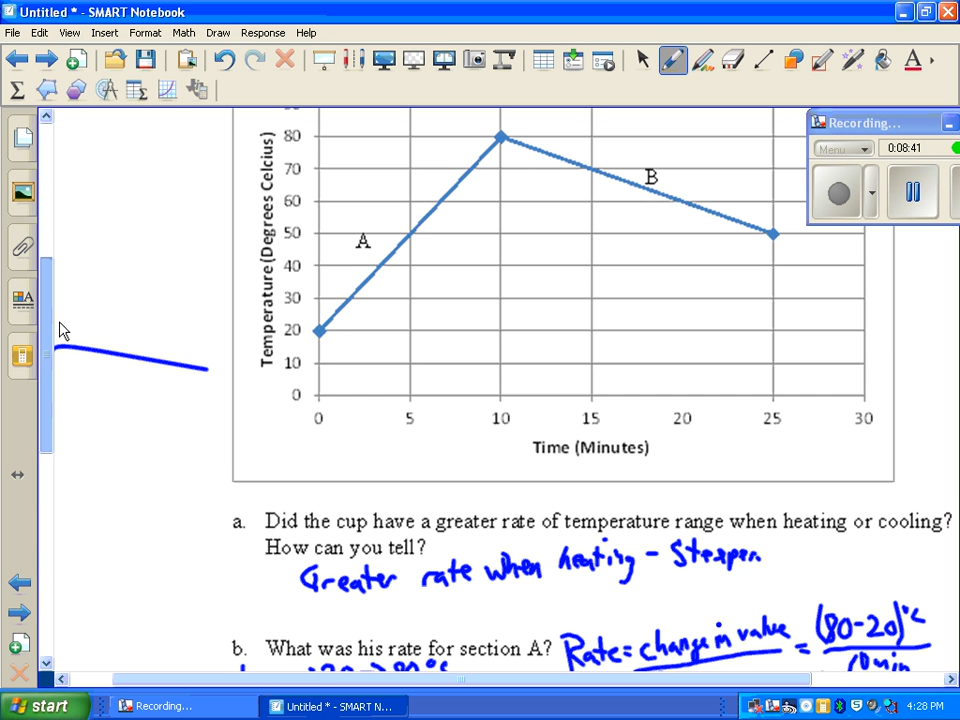 Untitled * - SMART Notebook
File Edit View Insert Format Math Draw Response Help
Recording...
Menu 0:08:41
80
70
60
50
40
30
20
10
0
Temperature (Degrees Celcius)
A
B
0 5 10 15 20 25 30
Time (Minutes)
a. Did the cup have a greater rate of temperature range when heating or cooling?
How can you tell?
Greater rate when heating - Steeper
b. What was his rate for section A? Rate = change in value = (80-20)°C
10 min
start Recording... Untitled * - SMART N... 4:28 PM